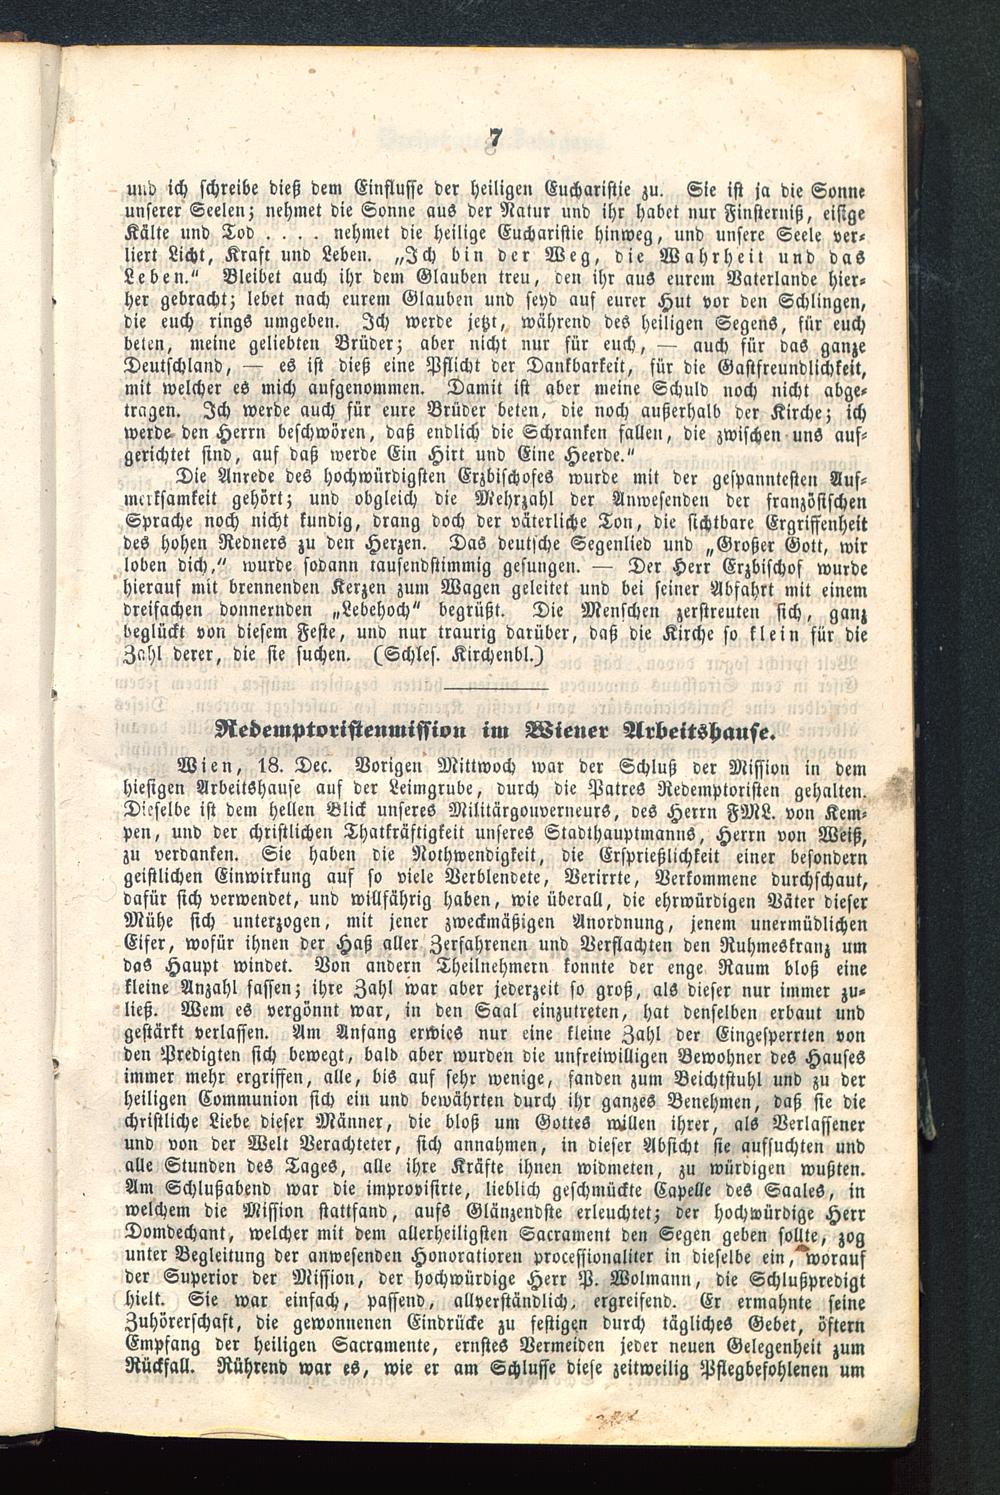 7
und ich schreibe dieß dem Einflusse der heiligen Eucharistie zu. Sie ist ja die Sonne
unserer Seelen; nehmet die Sonne aus der Natur und ihr habet nur Finsterniß, eisige
Kälte und Tod . . . . nehmet die heilige Eucharistie hinweg, und unsere Seele ver-
liert Licht, Kraft und Leben. „Ich bin der Weg, die Wahrheit und das
Leben.“ Bleibet auch ihr dem Glauben treu, den ihr aus eurem Vaterlande hier-
her gebracht; lebet nach eurem Glauben und seyd auf eurer Hut vor den Schlingen,
die euch rings umgeben. Ich werde jetzt, während des heiligen Segens, für euch
beten, meine geliebten Brüder; aber nicht nur für euch, — auch für das ganze
Deutschland, — es ist dieß eine Pflicht der Dankbarkeit, für die Gastfreundlichkeit,
mit welcher es mich aufgenommen. Damit ist aber meine Schuld noch nicht abge-
tragen. Ich werde auch für eure Brüder beten, die noch außerhalb der Kirche; ich
werde den Herrn beschwören, daß endlich die Schranken fallen, die zwischen uns auf-
gerichtet sind, auf daß werde Ein Hirt und Eine Heerde.“
Die Anrede des hochwürdigsten Erzbischofes wurde mit der gespanntesten Auf-
merksamkeit gehört; und obgleich die Mehrzahl der Anwesenden der französischen
Sprache noch nicht kundig, drang doch der väterliche Ton, die sichtbare Ergriffenheit
des hohen Redners zu den Herzen. Das deutsche Segenlied und „Großer Gott, wir
loben dich,“ wurde sodann tausendstimmig gesungen. — Der Herr Erzbischof wurde
hierauf mit brennenden Kerzen zum Wagen geleitet und bei seiner Abfahrt mit einem
dreifachen donnernden „Lebehoch“ begrüßt. Die Menschen zerstreuten sich, ganz
beglückt von diesem Feste, und nur traurig darüber, daß die Kirche so klein für die
Zahl derer, die sie suchen. (Schles. Kirchenbl.)
Redemptoristenmission im Wiener Arbeitshause.
Wien, 18. Dec. Vorigen Mittwoch war der Schluß der Mission in dem
hiesigen Arbeitshause auf der Leimgrube, durch die Patres Redemptoristen gehalten.
Dieselbe ist dem hellen Blick unseres Militärgouverneurs, des Herrn FML. von Kem-
pen, und der christlichen Thatkräftigkeit unseres Stadthauptmanns, Herrn von Weiß,
zu verdanken. Sie haben die Nothwendigkeit, die Ersprießlichkeit einer besondern
geistlichen Einwirkung auf so viele Verblendete, Verirrte, Verkommene durchschaut,
dafür sich verwendet, und willfährig haben, wie überall, die ehrwürdigen Väter dieser
Mühe sich unterzogen, mit jener zweckmäßigen Anordnung, jenem unermüdlichen
Eifer, wofür ihnen der Haß aller Zerfahrenen und Verflachten den Ruhmeskranz um
das Haupt windet. Von andern Theilnehmern konnte der enge Raum bloß eine
kleine Anzahl fassen; ihre Zahl war aber jederzeit so groß, als dieser nur immer zu-
ließ. Wem es vergönnt war, in den Saal einzutreten, hat denselben erbaut und
gestärkt verlassen. Am Anfang erwies nur eine kleine Zahl der Eingesperrten von
den Predigten sich bewegt, bald aber wurden die unfreiwilligen Bewohner des Hauses
immer mehr ergriffen, alle, bis auf sehr wenige, fanden zum Beichtstuhl und zu der
heiligen Communion sich ein und bewährten durch ihr ganzes Benehmen, daß sie die
christliche Liebe dieser Männer, die bloß um Gottes willen ihrer, als Verlassener
und von der Welt Verachteter, sich annahmen, in dieser Absicht sie aufsuchten und
alle Stunden des Tages, alle ihre Kräfte ihnen widmeten, zu würdigen wußten.
Am Schlußabend war die improvisirte, lieblich geschmückte Capelle des Saales, in
welchem die Mission stattfand, aufs Glänzendste erleuchtet; der hochwürdige Herr
Domdechant, welcher mit dem allerheiligsten Sacrament den Segen geben sollte, zog
unter Begleitung der anwesenden Honoratioren processionaliter in dieselbe ein, worauf
der Superior der Mission, der hochwürdige Herr P. Wolmann, die Schlußpredigt
hielt. Sie war einfach, passend, allverständlich, ergreifend. Er ermahnte seine
Zuhörerschaft, die gewonnenen Eindrücke zu festigen durch tägliches Gebet, öftern
Empfang der heiligen Sacramente, ernstes Vermeiden jeder neuen Gelegenheit zum
Rückfall. Rührend war es, wie er am Schlusse diese zeitweilig Pflegbefohlenen um